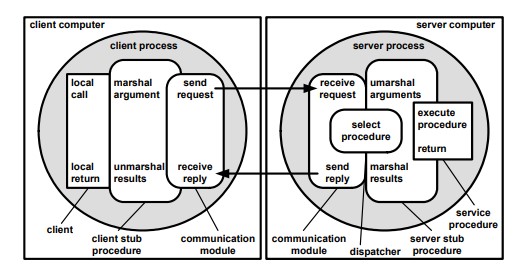 client computer
client process
local
call
marshal
argument
send
request
local
return
unmarshal
results
receive
reply
client
client stub
procedure
communication
module
server computer
server process
receive
request
umarshal
arguments
select
procedure
execute
procedure
return
send
reply
marshal
results
communication
module
dispatcher
server stub
procedure
service
procedure